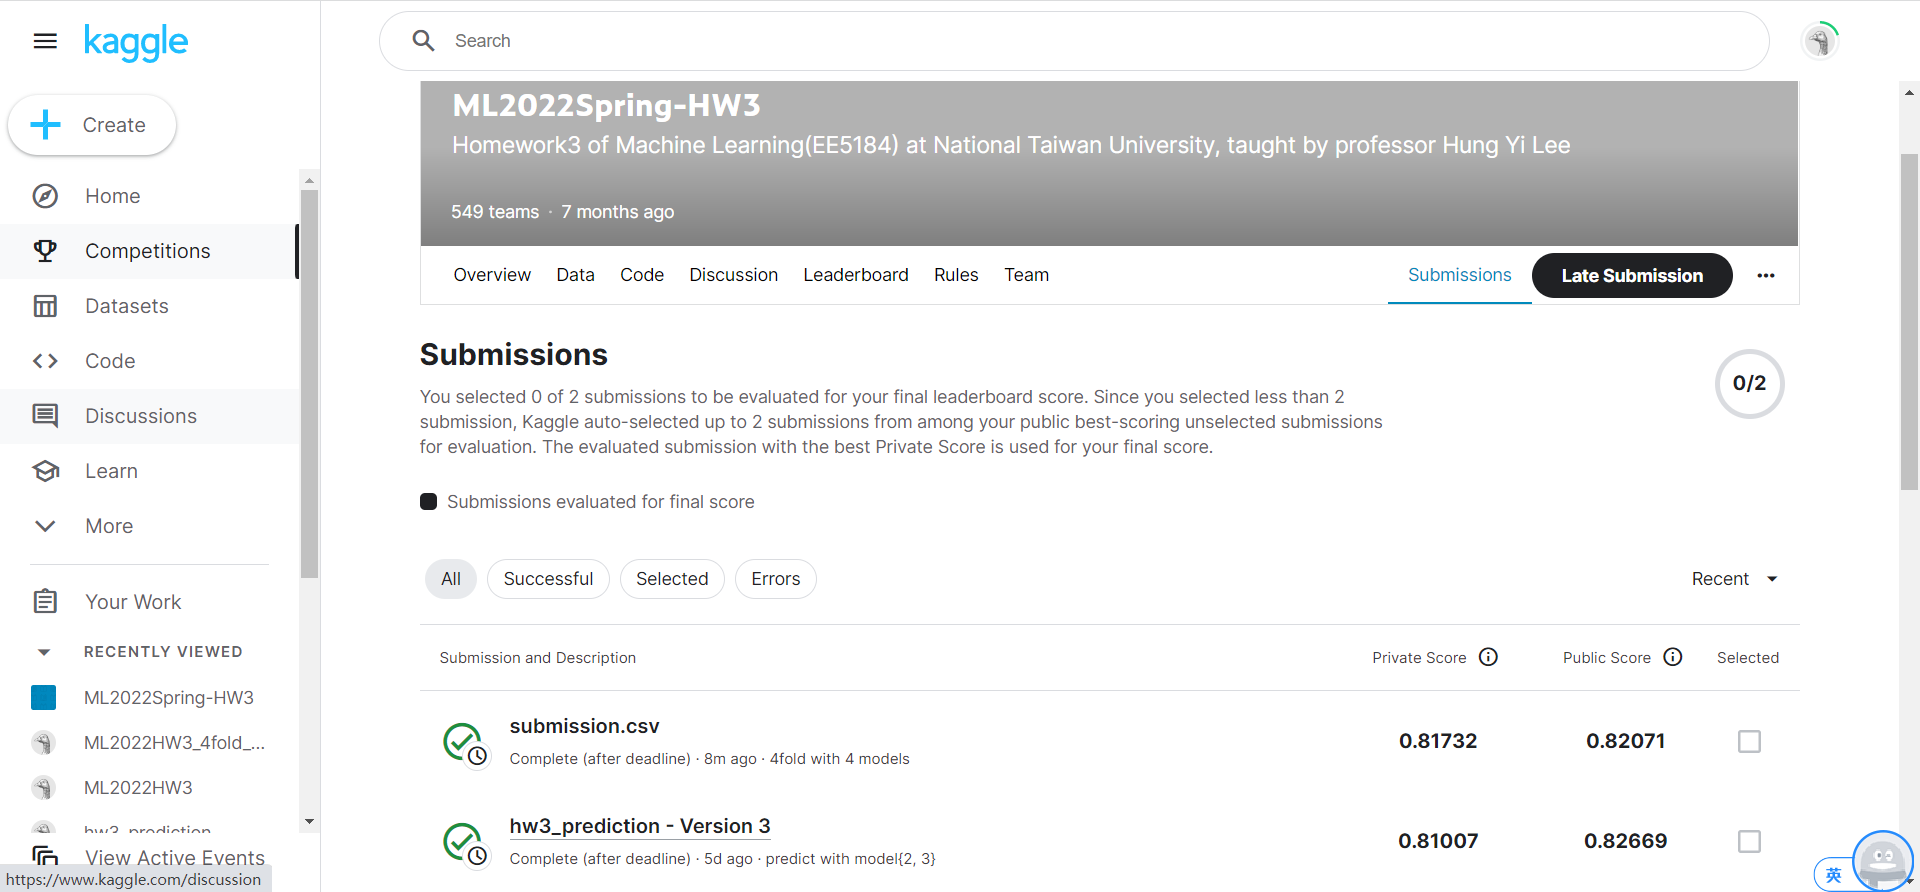 kaggle
Search
Create
Home
Competitions
Datasets
Code
Discussions
Learn
More
Your Work
RECENTLY VIEWED
ML2022Spring-HW3
ML2022HW3_4fold_...
ML2022HW3
hw3_prediction
View Active Events
https://www.kaggle.com/discussion
ML2022Spring-HW3
Homework3 of Machine Learning(EE5184) at National Taiwan University, taught by professor Hung Yi Lee
549 teams · 7 months ago
Overview Data Code Discussion Leaderboard Rules Team Submissions Late Submission ···
Submissions
0/2
You selected 0 of 2 submissions to be evaluated for your final leaderboard score. Since you selected less than 2
submission, Kaggle auto-selected up to 2 submissions from among your public best-scoring unselected submissions
for evaluation. The evaluated submission with the best Private Score is used for your final score.
Submissions evaluated for final score
All Successful Selected Errors Recent
Submission and Description Private Score Public Score Selected
submission.csv
Complete (after deadline) · 8m ago · 4fold with 4 models
0.81732 0.82071
hw3_prediction - Version 3
Complete (after deadline) · 5d ago · predict with model{2, 3}
0.81007 0.82669
英